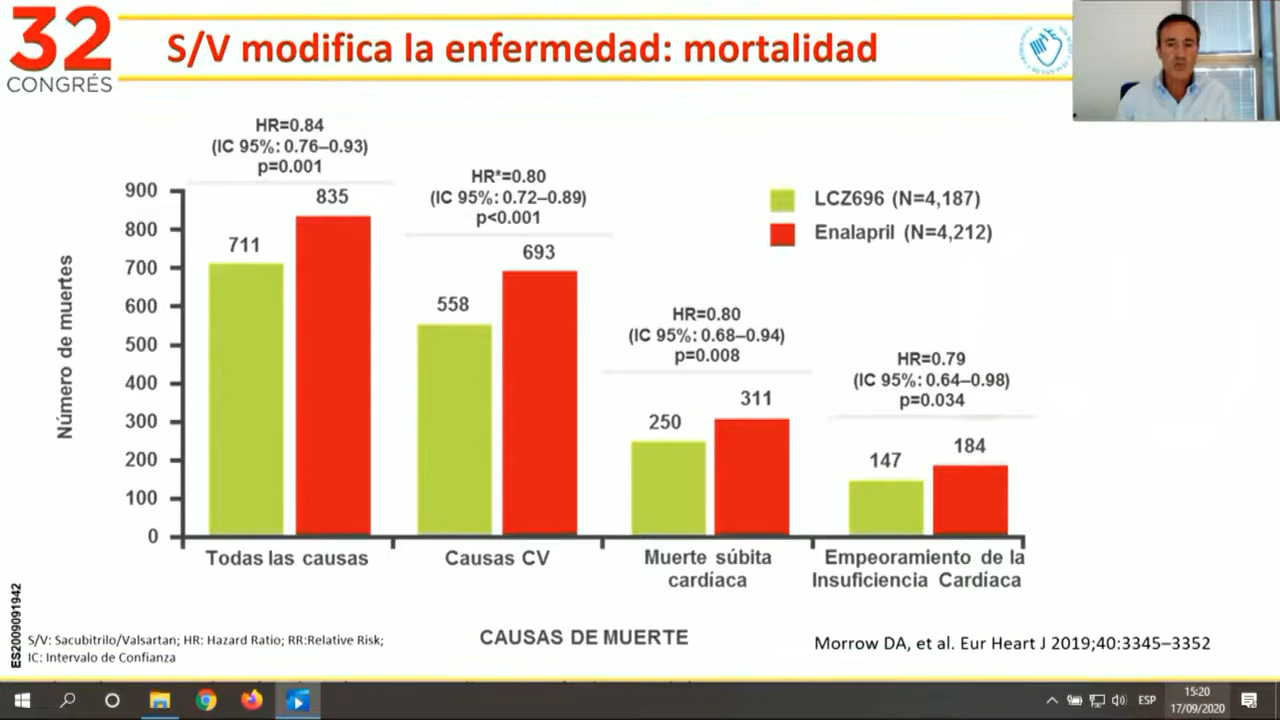 32
CONGRÉS
S/V modifica la enfermedad: mortalidad
HR=0.84
(IC 95%: 0.76–0.93)
p=0.001
HR*=0.80
(IC 95%: 0.72–0.89)
p<0.001
HR=0.80
(IC 95%: 0.68–0.94)
p=0.008
HR=0.79
(IC 95%: 0.64–0.98)
p=0.034
LCZ696 (N=4,187)
Enalapril (N=4,212)
Número de muertes
900
800
700
600
500
400
300
200
100
0
711
835
558
693
250
311
147
184
Todas las causas
Causas CV
Muerte súbita
cardíaca
Empeoramiento de la
Insuficiencia Cardíaca
CAUSAS DE MUERTE
ES2009091942
S/V: Sacubitrilo/Valsartan; HR: Hazard Ratio; RR:Relative Risk;
IC: Intervalo de Confianza
Morrow DA, et al. Eur Heart J 2019;40:3345–3352
ESP
15:20
17/09/2020